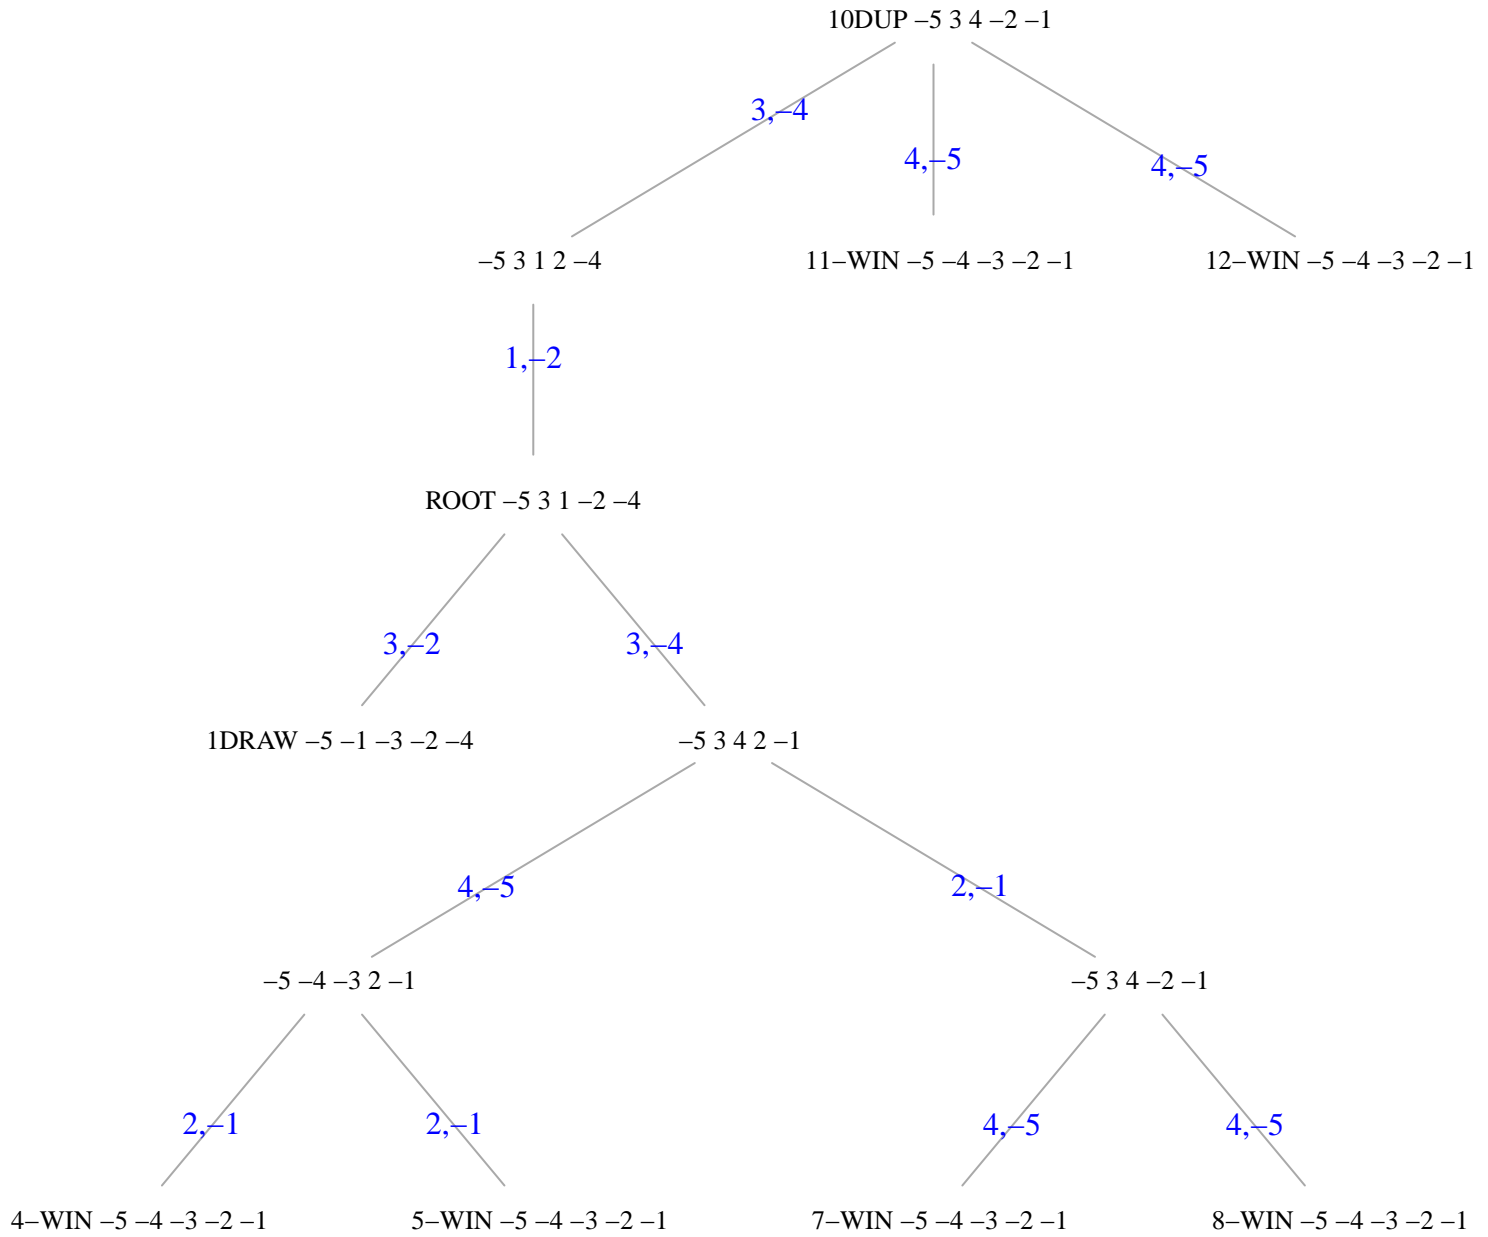 10DUP –5 3 4 –2 –1
3,–4
4,–5
4,–5
–5 3 1 2 –4
11–WIN –5 –4 –3 –2 –1
12–WIN –5 –4 –3 –2 –1
1,–2
ROOT –5 3 1 –2 –4
3,–2
3,–4
1DRAW –5 –1 –3 –2 –4
–5 3 4 2 –1
4,–5
2,–1
–5 –4 –3 2 –1
–5 3 4 –2 –1
2,–1
2,–1
4,–5
4,–5
4–WIN –5 –4 –3 –2 –1
5–WIN –5 –4 –3 –2 –1
7–WIN –5 –4 –3 –2 –1
8–WIN –5 –4 –3 –2 –1